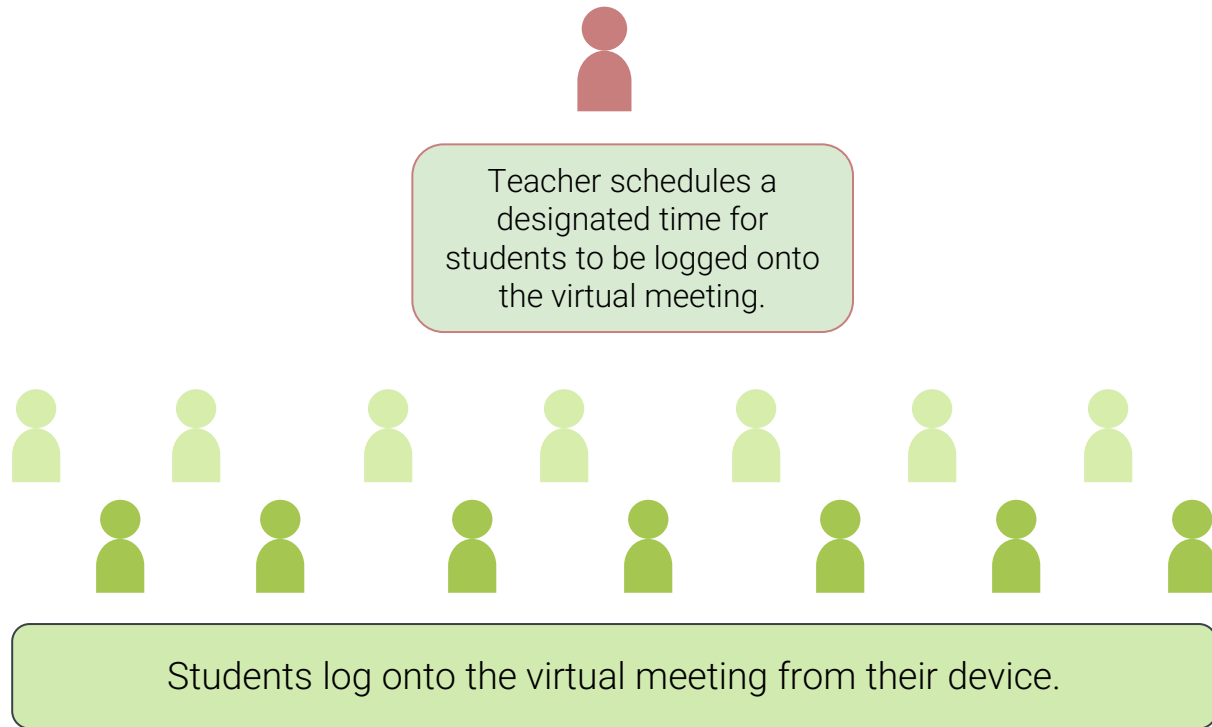 Teacher schedules a
designated time for
students to be logged onto
the virtual meeting.
Students log onto the virtual meeting from their device.